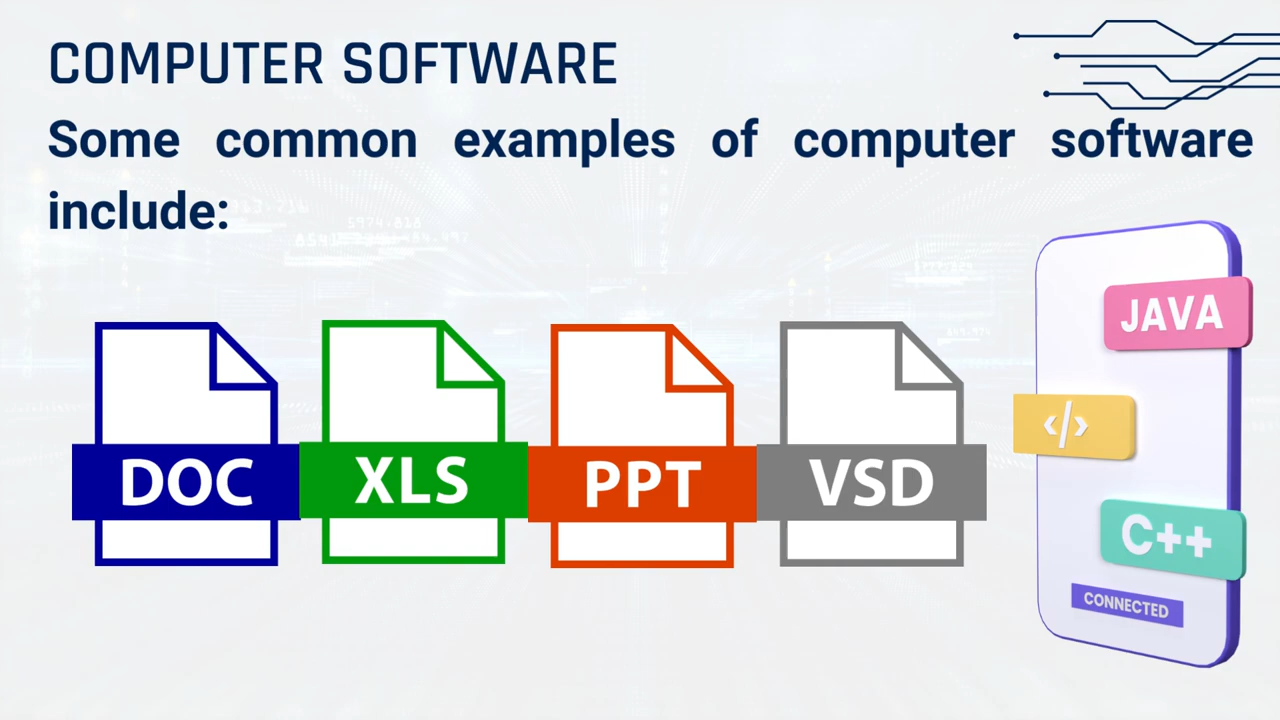 COMPUTER SOFTWARE
Some common examples of computer software
include:
DOC XLS PPT VSD
JAVA
</>
C++
CONNECTED